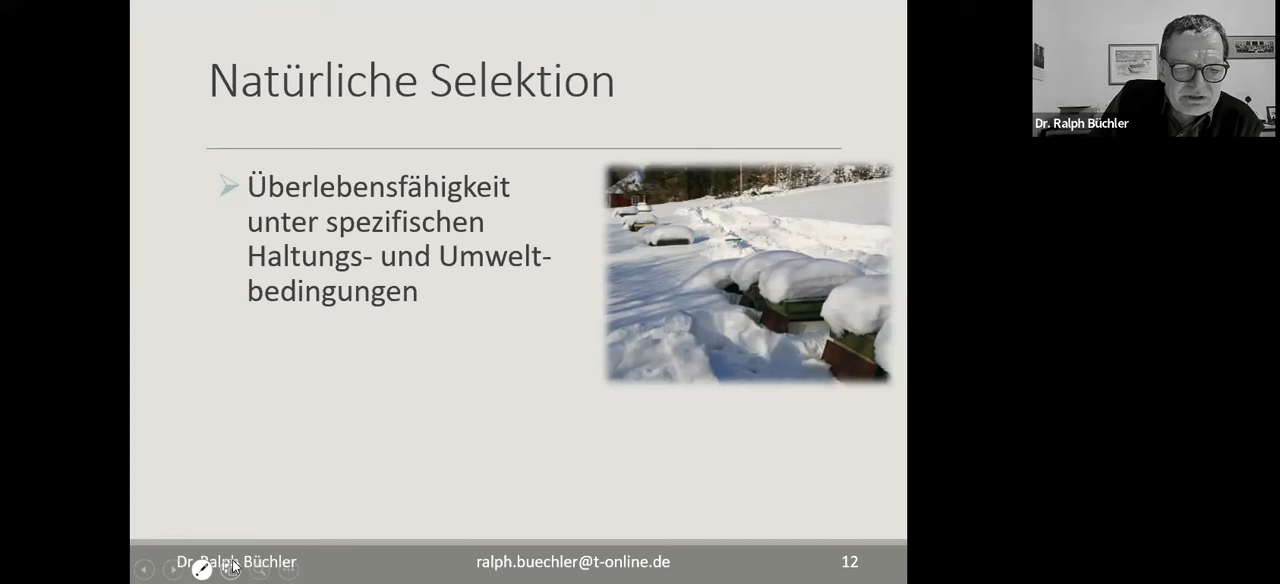 Natürliche Selektion
Überlebensfähigkeit
unter spezifischen
Haltungs- und Umwelt-
bedingungen
Dr. Ralph Büchler
ralph.buechler@t-online.de
12
Dr. Ralph Büchler